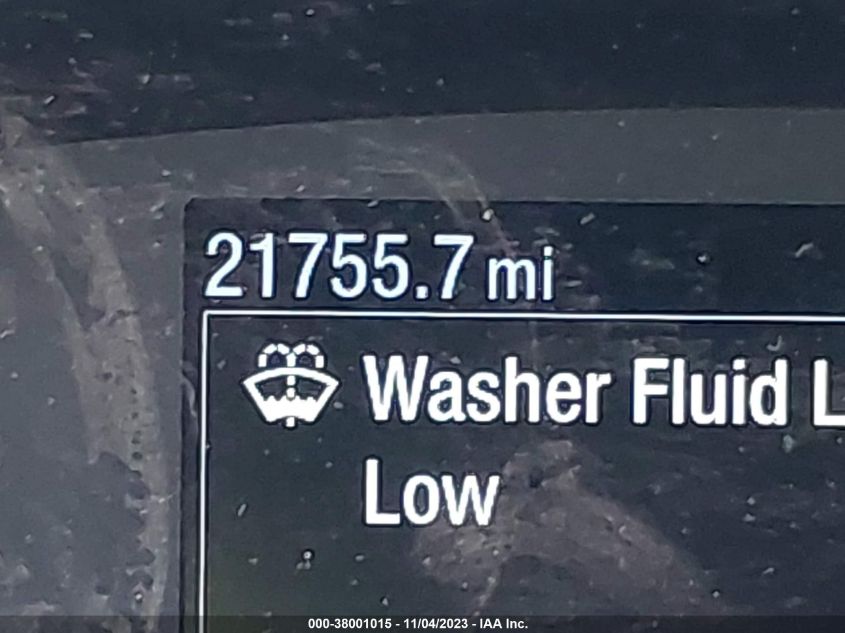 21755.7 mi
Washer Fluid L
Low
000-38001015 - 11/04/2023 - IAA Inc.